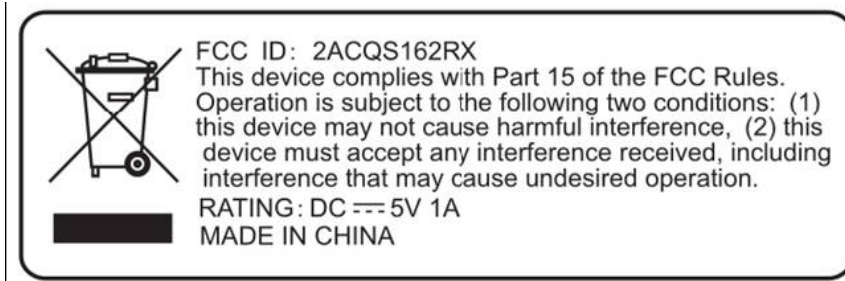 FCC ID: 2ACQS162RX
This device complies with Part 15 of the FCC Rules.
Operation is subject to the following two conditions: (1)
this device may not cause harmful interference, (2) this
device must accept any interference received, including
interference that may cause undesired operation.
RATING: DC ⎓ 5V 1A
MADE IN CHINA